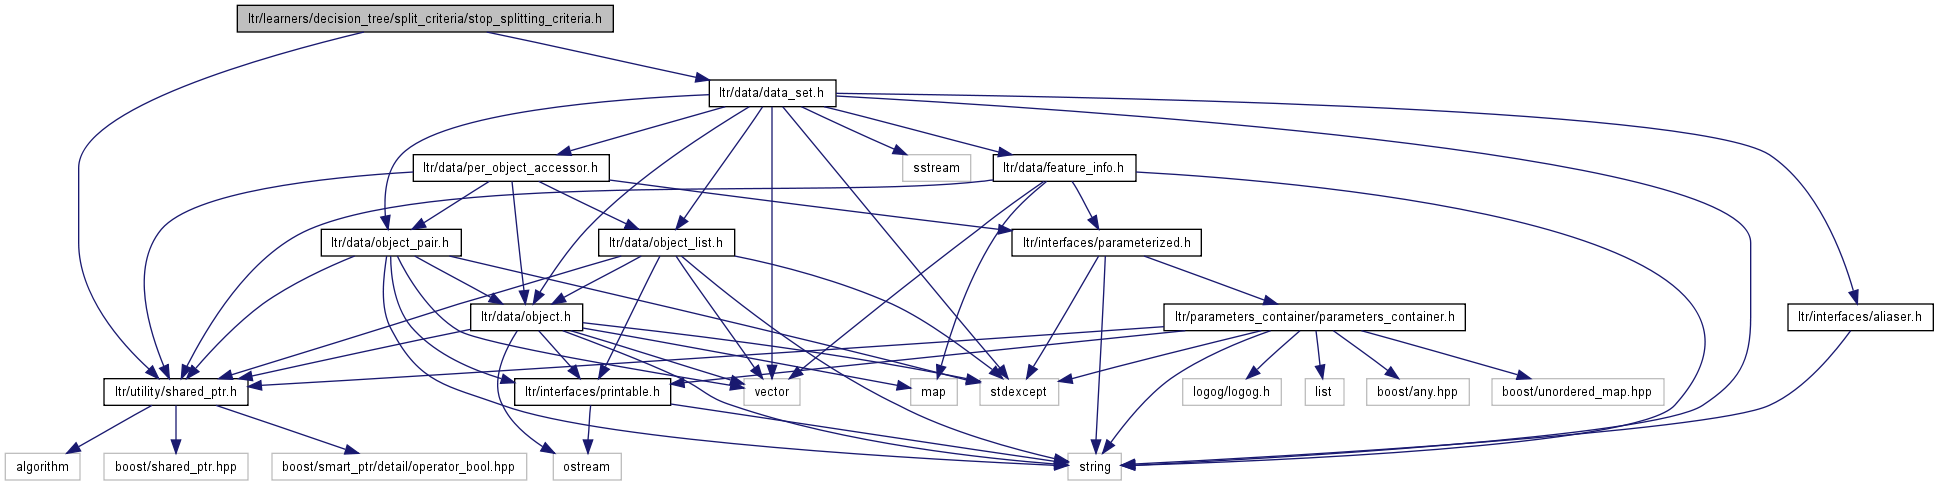 ltr/learners/decision_tree/split_criteria/stop_splitting_criteria.h
ltr/data/data_set.h
ltr/data/per_object_accessor.h
sstream
ltr/data/feature_info.h
ltr/data/object_pair.h
ltr/data/object_list.h
ltr/interfaces/parameterized.h
ltr/data/object.h
ltr/parameters_container/parameters_container.h
ltr/interfaces/aliaser.h
ltr/utility/shared_ptr.h
ltr/interfaces/printable.h
vector
map
stdexcept
logog/logog.h
list
boost/any.hpp
boost/unordered_map.hpp
algorithm
boost/shared_ptr.hpp
boost/smart_ptr/detail/operator_bool.hpp
ostream
string